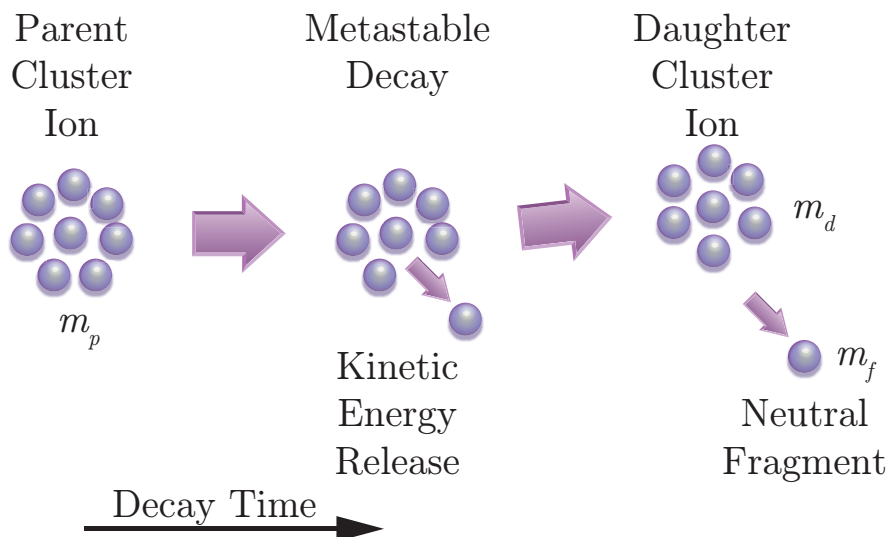 Parent
Cluster
Ion
m_p
Metastable
Decay
Kinetic
Energy
Release
Daughter
Cluster
Ion
m_d
m_f
Neutral
Fragment
Decay Time